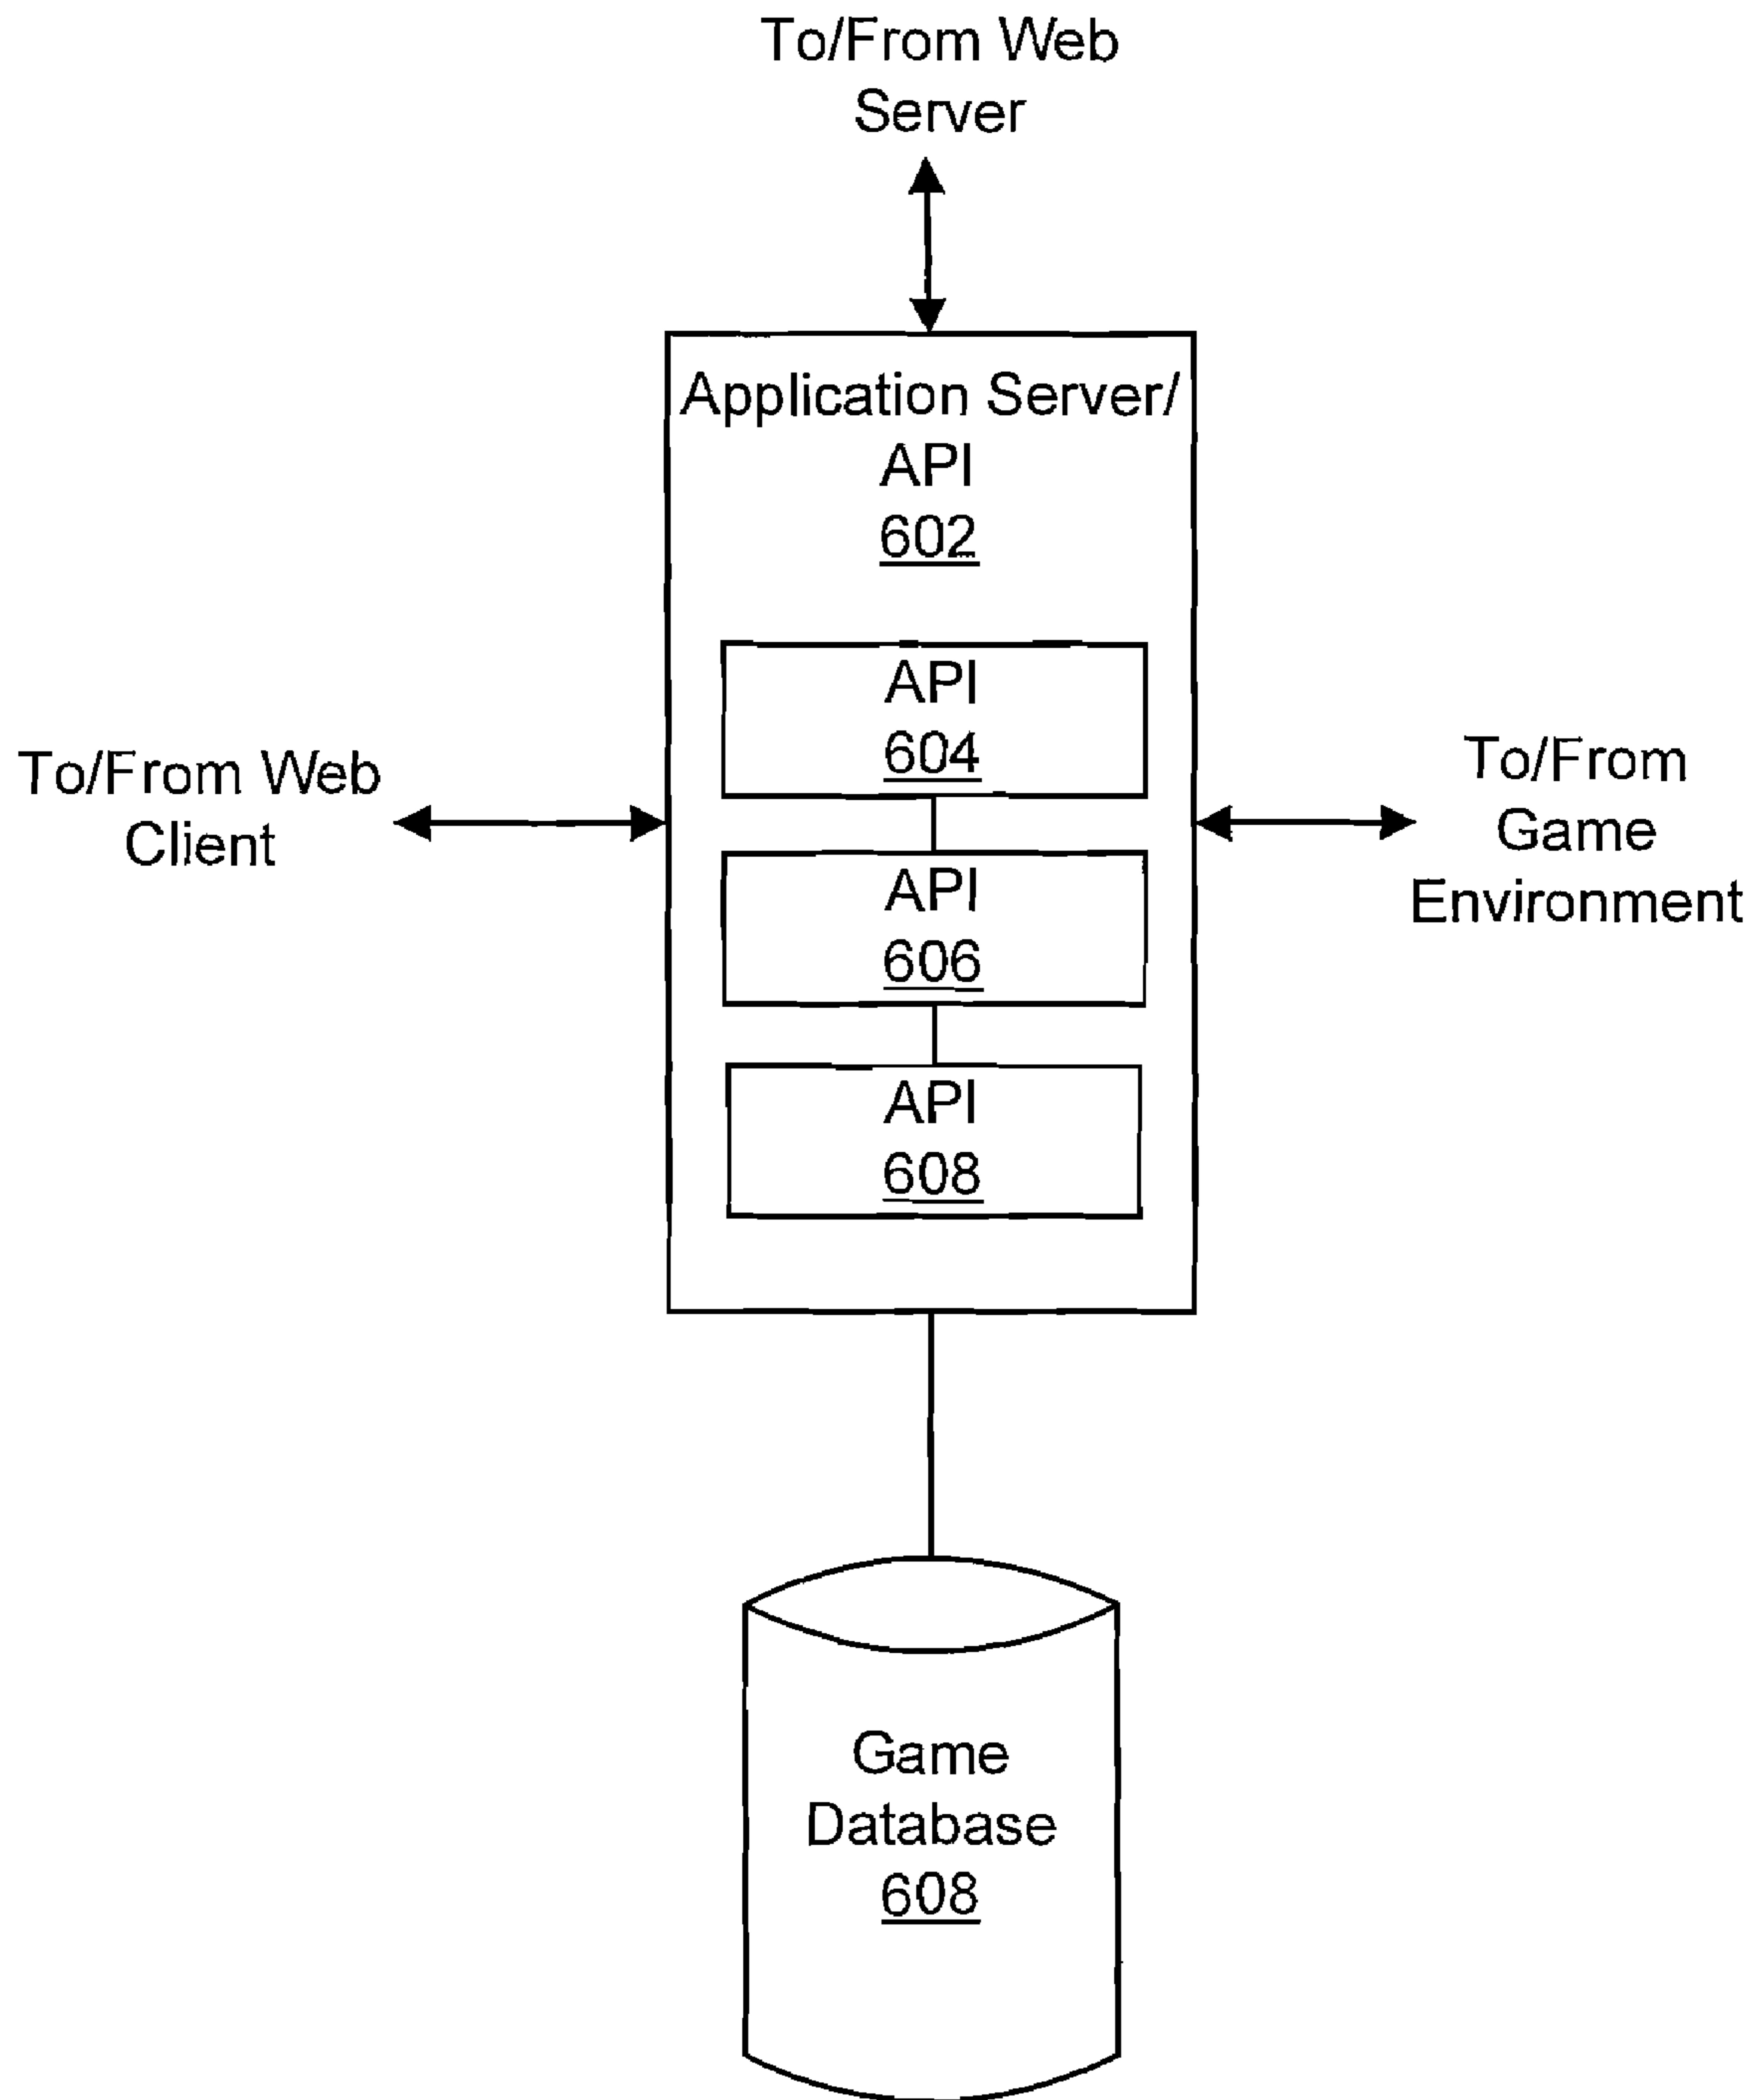 To/From Web
Server
Application Server/
API
602
API
604
To/From Web
Client
To/From
Game
Environment
API
606
API
608
Game
Database
608